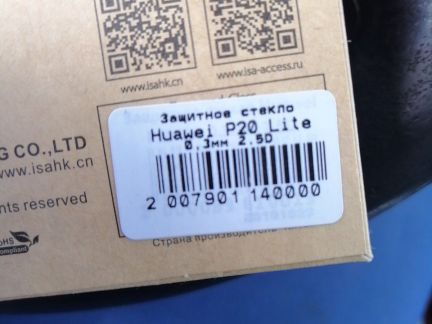 www.isahk.cn
www.isa-access.ru
Защитное стекло
Huawei P20 Lite
0.3мм 2.5D
2 007901 140000
G CO.,LTD
www.isahk.cn
nts reserved
Страна производитель